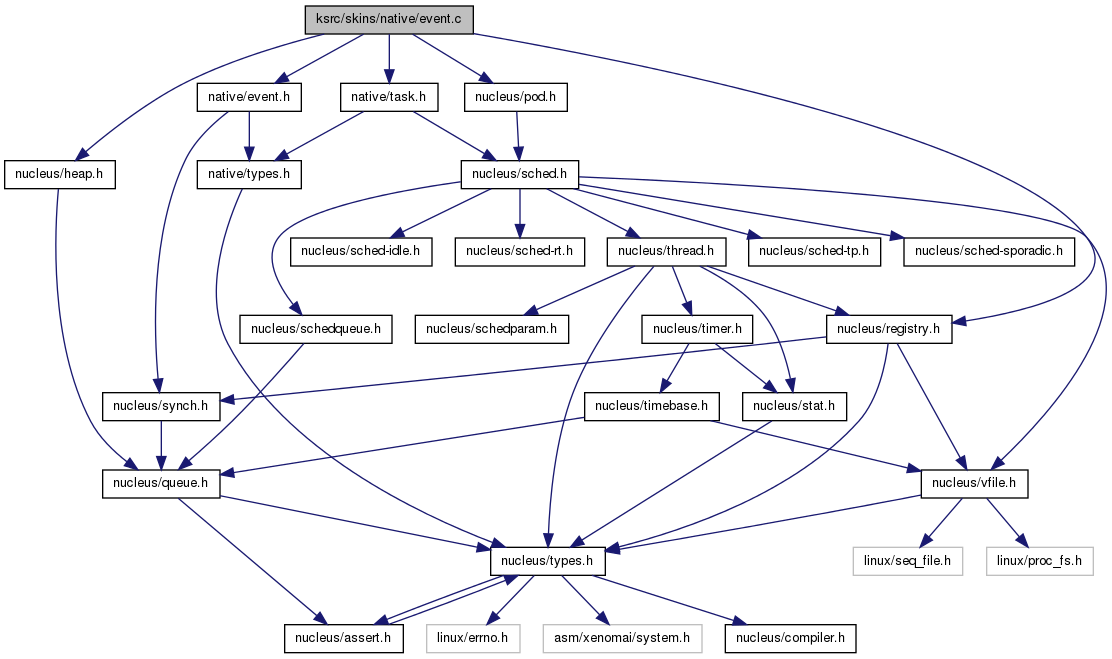 ksrc/skins/native/event.c
native/event.h
native/task.h
nucleus/pod.h
nucleus/heap.h
native/types.h
nucleus/sched.h
nucleus/sched-idle.h
nucleus/sched-rt.h
nucleus/thread.h
nucleus/sched-tp.h
nucleus/sched-sporadic.h
nucleus/schedqueue.h
nucleus/schedparam.h
nucleus/timer.h
nucleus/registry.h
nucleus/synch.h
nucleus/timebase.h
nucleus/stat.h
nucleus/queue.h
nucleus/vfile.h
nucleus/types.h
linux/seq_file.h
linux/proc_fs.h
nucleus/assert.h
linux/errno.h
asm/xenomai/system.h
nucleus/compiler.h